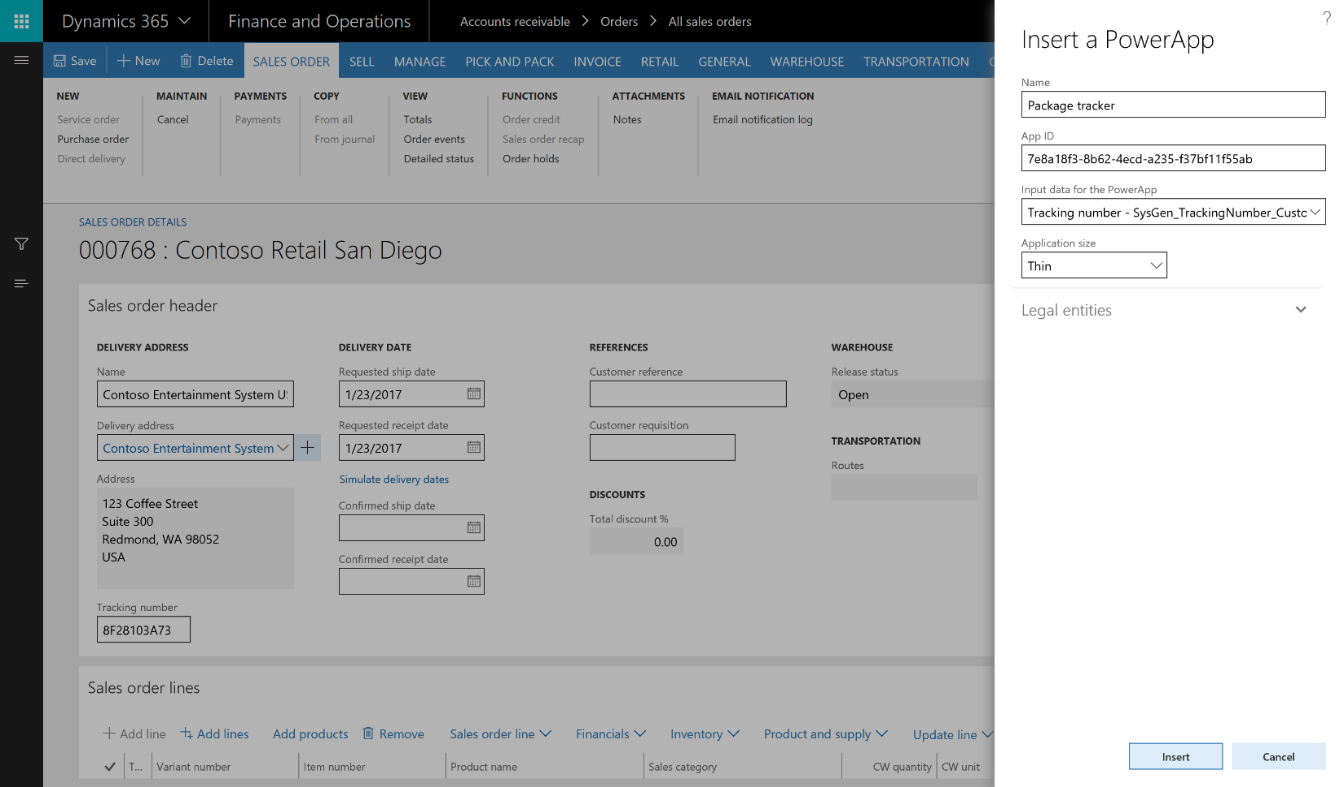 Dynamics 365
Finance and Operations
Accounts receivable > Orders > All sales orders
Save
New
Delete
SALES ORDER
SELL
MANAGE
PICK AND PACK
INVOICE
RETAIL
GENERAL
WAREHOUSE
TRANSPORTATION
NEW
Service order
Purchase order
Direct delivery
MAINTAIN
Cancel
PAYMENTS
Payments
COPY
From all
From journal
VIEW
Totals
Order events
Detailed status
FUNCTIONS
Order credit
Sales order recap
Order holds
ATTACHMENTS
Notes
EMAIL NOTIFICATION
Email notification log
SALES ORDER DETAILS
000768 : Contoso Retail San Diego
Sales order header
DELIVERY ADDRESS
Name
Contoso Entertainment System U
Delivery address
Contoso Entertainment System
Address
123 Coffee Street
Suite 300
Redmond, WA 98052
USA
Tracking number
8F28103A73
DELIVERY DATE
Requested ship date
1/23/2017
Requested receipt date
1/23/2017
Simulate delivery dates
Confirmed ship date
Confirmed receipt date
REFERENCES
Customer reference
Customer requisition
DISCOUNTS
Total discount %
0.00
WAREHOUSE
Release status
Open
TRANSPORTATION
Routes
Sales order lines
Add line
Add lines
Add products
Remove
Sales order line
Financials
Inventory
Product and supply
Update line
T...
Variant number
Item number
Product name
Sales category
CW quantity
CW unit
?
Insert a PowerApp
Name
Package tracker
App ID
7e8a18f3-8b62-4ecd-a235-f37bf11f55ab
Input data for the PowerApp
Tracking number - SysGen_TrackingNumber_Custc
Application size
Thin
Legal entities
Insert
Cancel